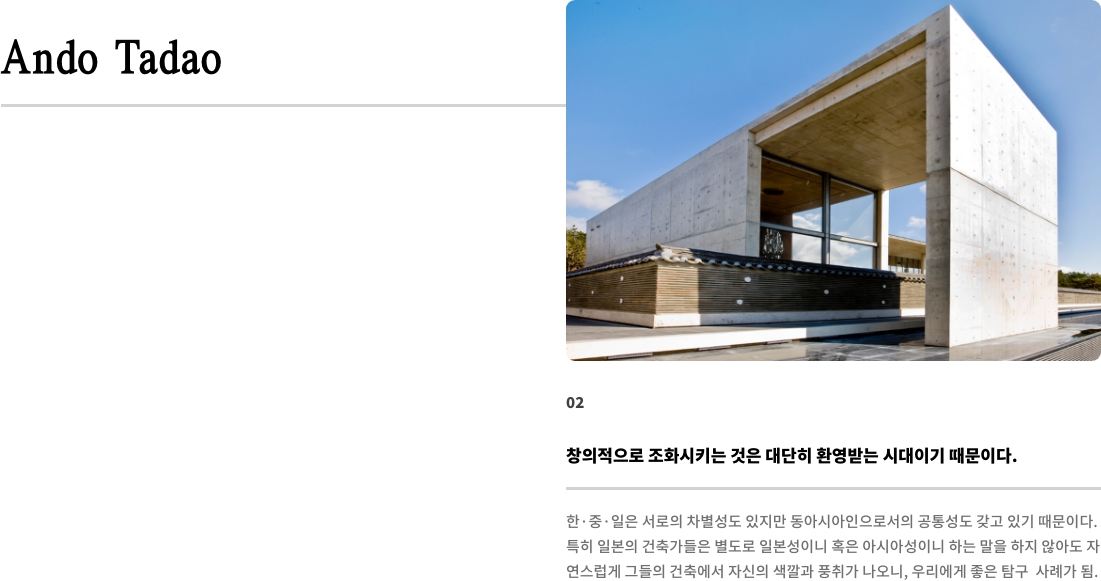 Ando Tadao
02
창의적으로 조화시키는 것은 대단히 환영받는 시대이기 때문이다.
한·중·일은 서로의 차별성도 있지만 동아시아인으로서의 공통성도 갖고 있기 때문이다.
특히 일본의 건축가들은 별도로 일본성이니 혹은 아시아성이니 하는 말을 하지 않아도 자
연스럽게 그들의 건축에서 자신의 색깔과 풍취가 나오니, 우리에게 좋은 탐구 사례가 됨.